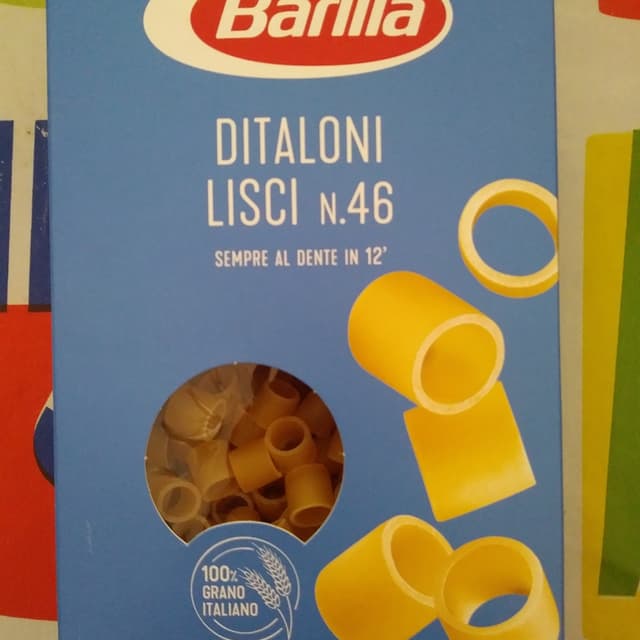 Barilla
DITALONI
LISCI N.46
SEMPRE AL DENTE IN 12'
100%
GRANO
ITALIANO